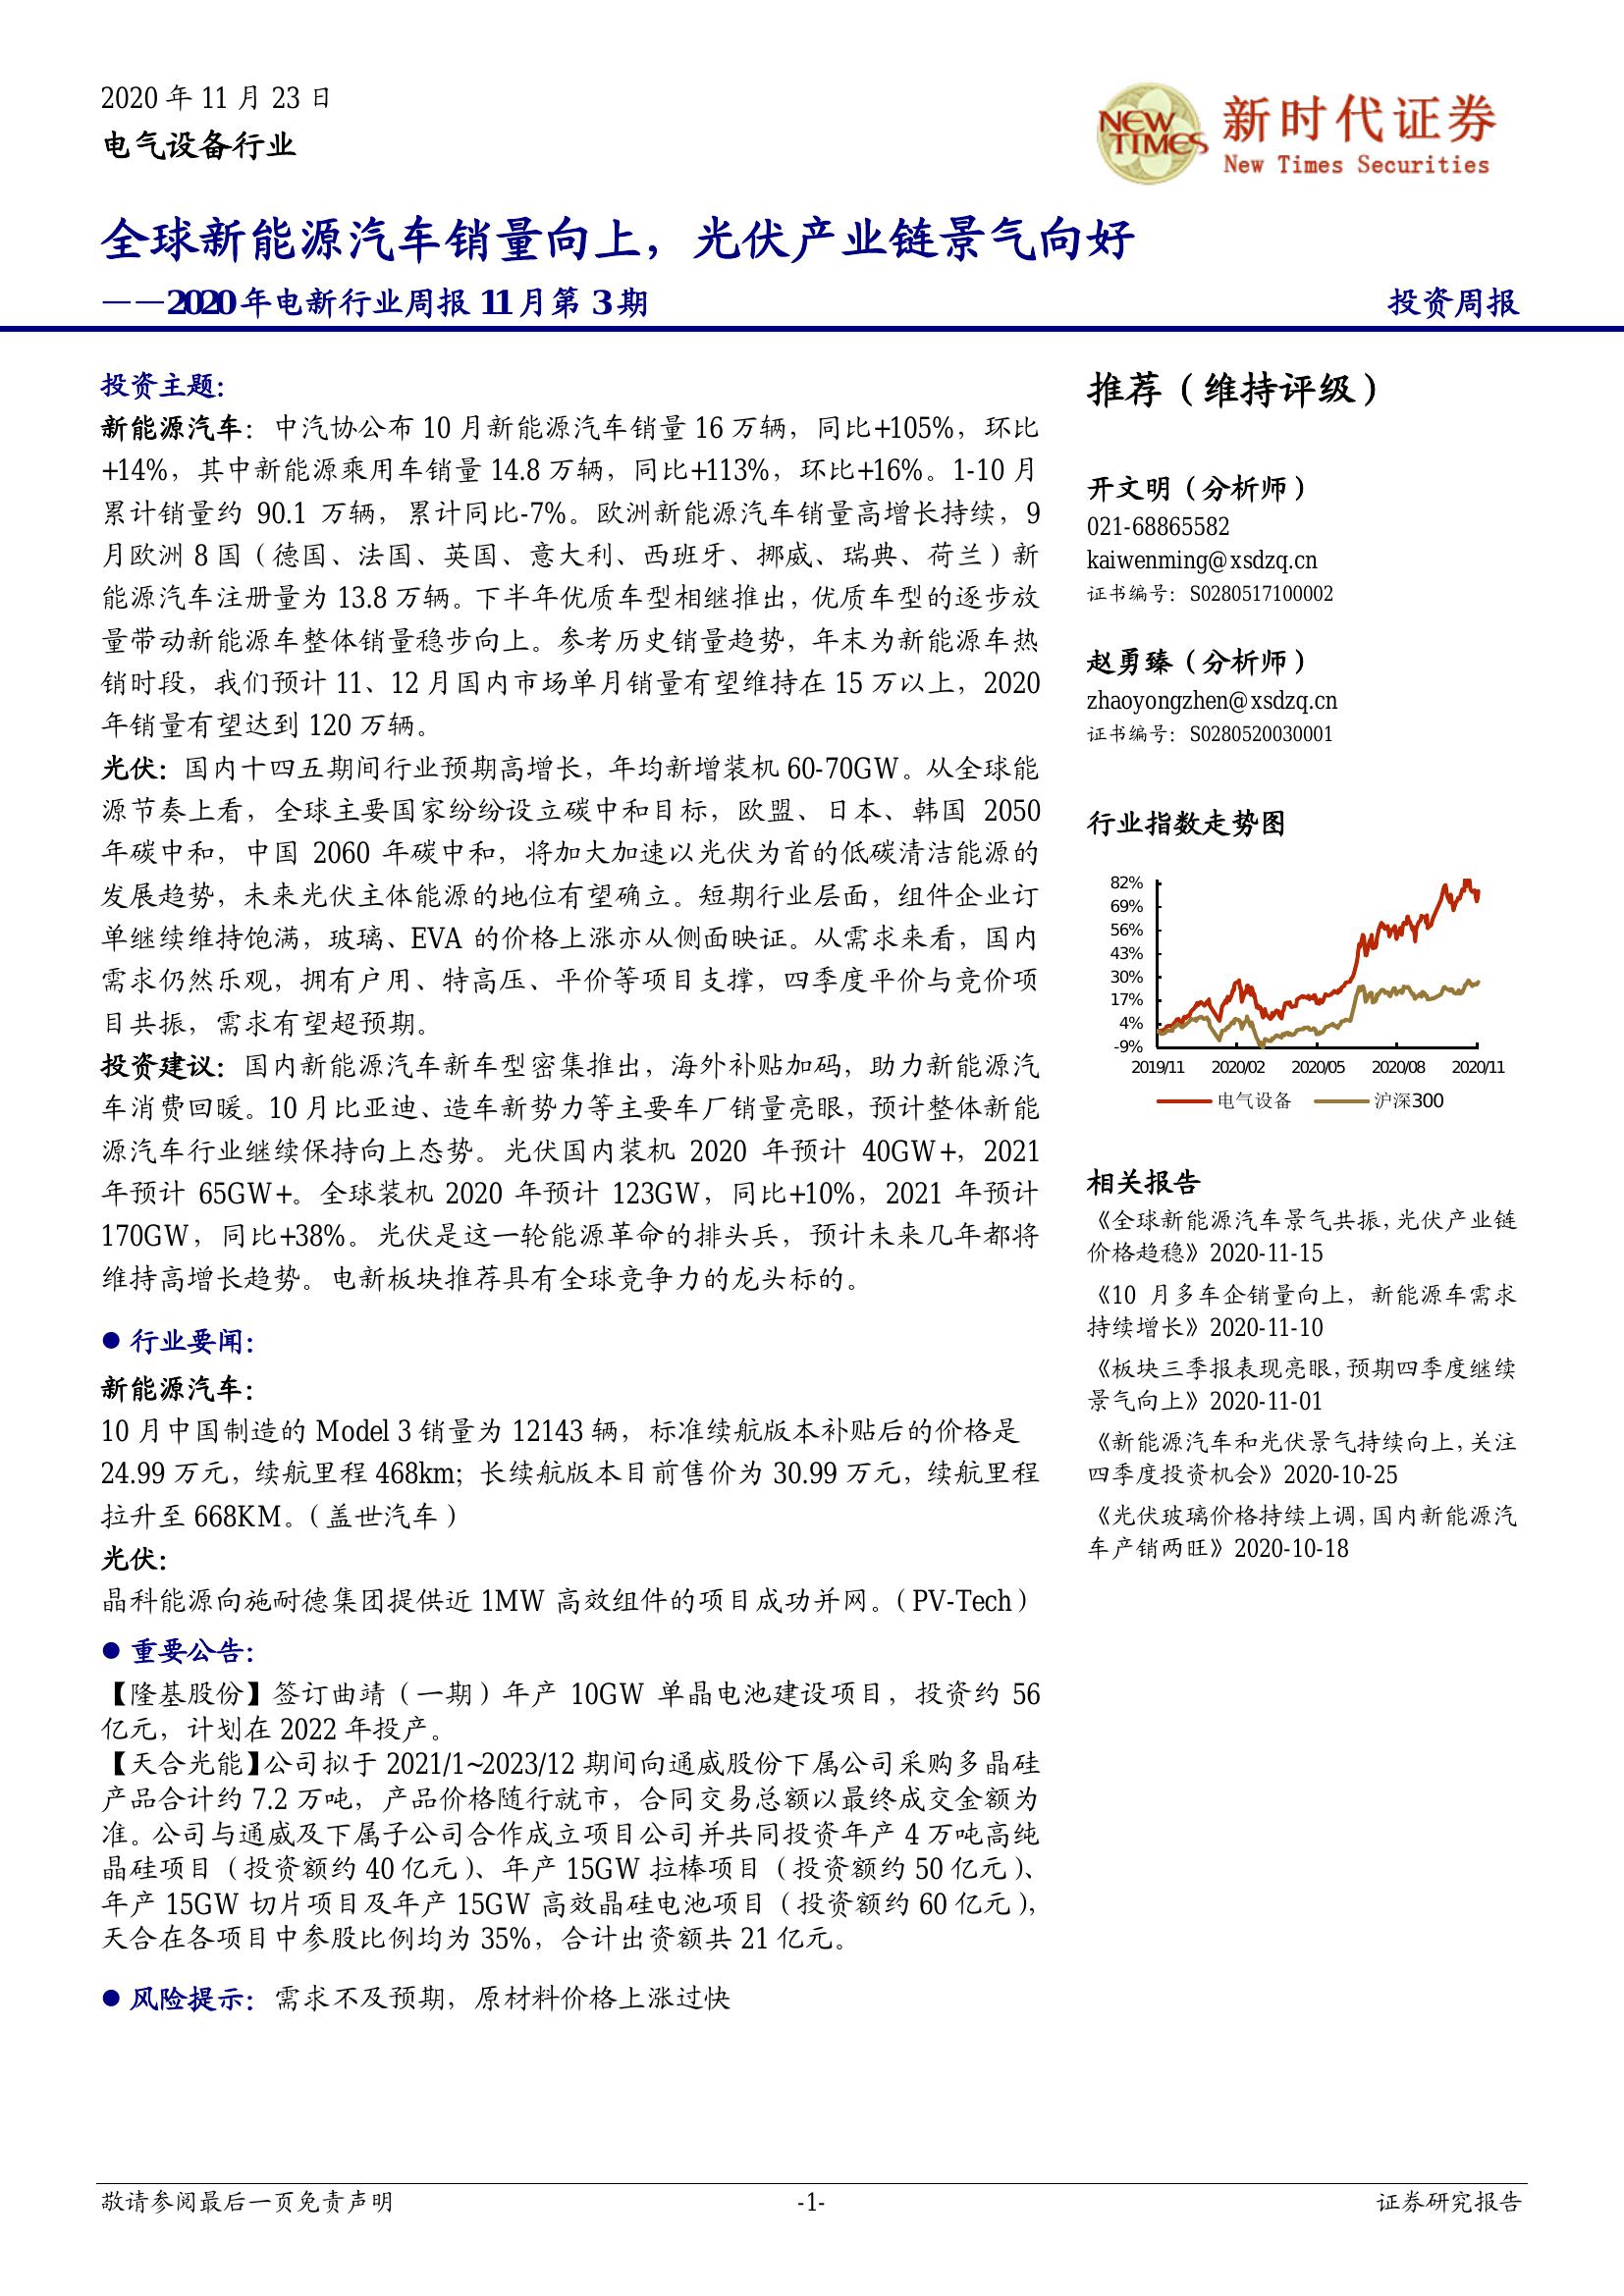 2020 年 11 月 23 日
电气设备行业
NEW TIMES
新时代证券
New Times Securities
全球新能源汽车销量向上，光伏产业链景气向好
——2020 年电新行业周报 11 月第 3 期
投资周报
投资主题：
新能源汽车：中汽协公布 10 月新能源汽车销量 16 万辆，同比+105%，环比
+14%，其中新能源乘用车销量 14.8 万辆，同比+113%，环比+16%。1-10 月
累计销量约 90.1 万辆，累计同比-7%。欧洲新能源汽车销量高增长持续，9
月欧洲 8 国（德国、法国、英国、意大利、西班牙、挪威、瑞典、荷兰）新
能源汽车注册量为 13.8 万辆。下半年优质车型相继推出，优质车型的逐步放
量带动新能源车整体销量稳步向上。参考历史销量趋势，年末为新能源车热
销时段，我们预计 11、12 月国内市场单月销量有望维持在 15 万以上，2020
年销量有望达到 120 万辆。
光伏：国内十四五期间行业预期高增长，年均新增装机 60-70GW。从全球能
源节奏上看，全球主要国家纷纷设立碳中和目标，欧盟、日本、韩国 2050
年碳中和，中国 2060 年碳中和，将加大加速以光伏为首的低碳清洁能源的
发展趋势，未来光伏主体能源的地位有望确立。短期行业层面，组件企业订
单继续维持饱满，玻璃、EVA 的价格上涨亦从侧面映证。从需求来看，国内
需求仍然乐观，拥有户用、特高压、平价等项目支撑，四季度平价与竞价项
目共振，需求有望超预期。
投资建议：国内新能源汽车新车型密集推出，海外补贴加码，助力新能源汽
车消费回暖。10 月比亚迪、造车新势力等主要车厂销量亮眼，预计整体新能
源汽车行业继续保持向上态势。光伏国内装机 2020 年预计 40GW+，2021
年预计 65GW+。全球装机 2020 年预计 123GW，同比+10%，2021 年预计
170GW，同比+38%。光伏是这一轮能源革命的排头兵，预计未来几年都将
维持高增长趋势。电新板块推荐具有全球竞争力的龙头标的。
● 行业要闻：
新能源汽车：
10 月中国制造的 Model 3 销量为 12143 辆，标准续航版本补贴后的价格是
24.99 万元，续航里程 468km；长续航版本目前售价为 30.99 万元，续航里程
拉升至 668KM。（盖世汽车）
光伏：
晶科能源向施耐德集团提供近 1MW 高效组件的项目成功并网。（PV-Tech）
● 重要公告：
【隆基股份】签订曲靖（一期）年产 10GW 单晶电池建设项目，投资约 56
亿元，计划在 2022 年投产。
【天合光能】公司拟于 2021/1~2023/12 期间向通威股份下属公司采购多晶硅
产品合计约 7.2 万吨，产品价格随行就市，合同交易总额以最终成交金额为
准。公司与通威及下属子公司合作成立项目公司并共同投资年产 4 万吨高纯
晶硅项目（投资额约 40 亿元）、年产 15GW 拉棒项目（投资额约 50 亿元）、
年产 15GW 切片项目及年产 15GW 高效晶硅电池项目（投资额约 60 亿元），
天合在各项目中参股比例均为 35%，合计出资额共 21 亿元。
● 风险提示：需求不及预期，原材料价格上涨过快
推荐（维持评级）
开文明（分析师）
021-68865582
kaiwenming@xsdzq.cn
证书编号：S0280517100002
赵勇臻（分析师）
zhaoyongzhen@xsdzq.cn
证书编号：S0280520030001
行业指数走势图
82%
69%
56%
43%
30%
17%
4%
-9%
2019/11 2020/02 2020/05 2020/08 2020/11
电气设备 沪深300
相关报告
《全球新能源汽车景气共振，光伏产业链
价格趋稳》2020-11-15
《10 月多车企销量向上，新能源车需求
持续增长》2020-11-10
《板块三季报表现亮眼，预期四季度继续
景气向上》2020-11-01
《新能源汽车和光伏景气持续向上，关注
四季度投资机会》2020-10-25
《光伏玻璃价格持续上调，国内新能源汽
车产销两旺》2020-10-18
敬请参阅最后一页免责声明
-1-
证券研究报告